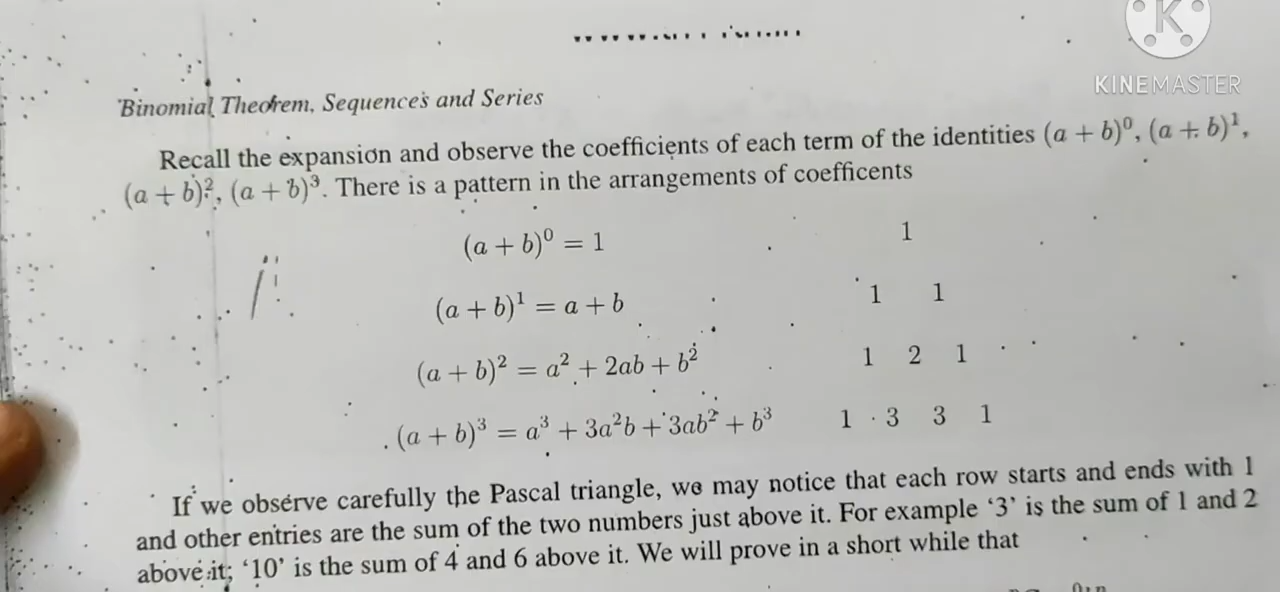 K
KINEMASTER
Binomial Theorem, Sequences and Series
Recall the expansion and observe the coefficients of each term of the identities (a + b)⁰, (a + b)¹,
(a + b)², (a + b)³. There is a pattern in the arrangements of coefficents
(a + b)⁰ = 1 1
(a + b)¹ = a + b 1 1
(a + b)² = a² + 2ab + b² 1 2 1
(a + b)³ = a³ + 3a²b + 3ab² + b³ 1 3 3 1
If we observe carefully the Pascal triangle, we may notice that each row starts and ends with 1
and other entries are the sum of the two numbers just above it. For example ‘3’ is the sum of 1 and 2
above it; ‘10’ is the sum of 4 and 6 above it. We will prove in a short while that